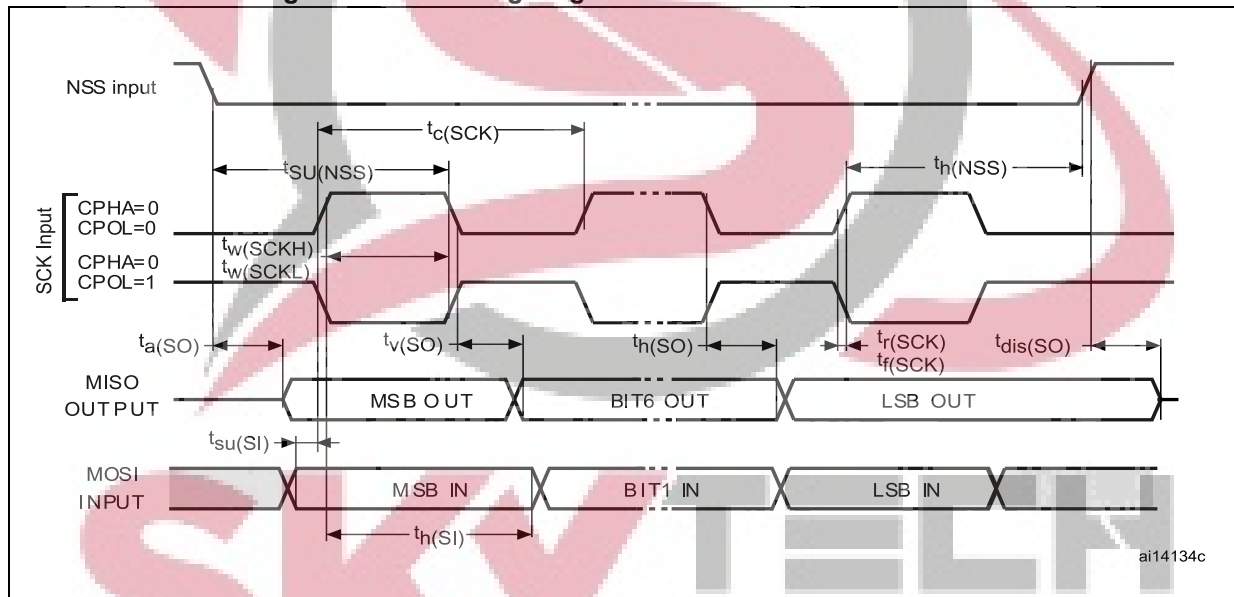 NSS input
tc(SCK)
tSU(NSS)
th(NSS)
SCK Input
CPHA=0
CPOL=0
tw(SCKH)
tw(SCKL)
CPHA=0
CPOL=1
ta(SO)
tv(SO)
th(SO)
tr(SCK)
tf(SCK)
tdis(SO)
MISO
OUTPUT
MSB OUT
BIT6 OUT
LSB OUT
tsu(SI)
MOSI
INPUT
MSB IN
BIT1 IN
LSB IN
th(SI)
ai14134c
TECH